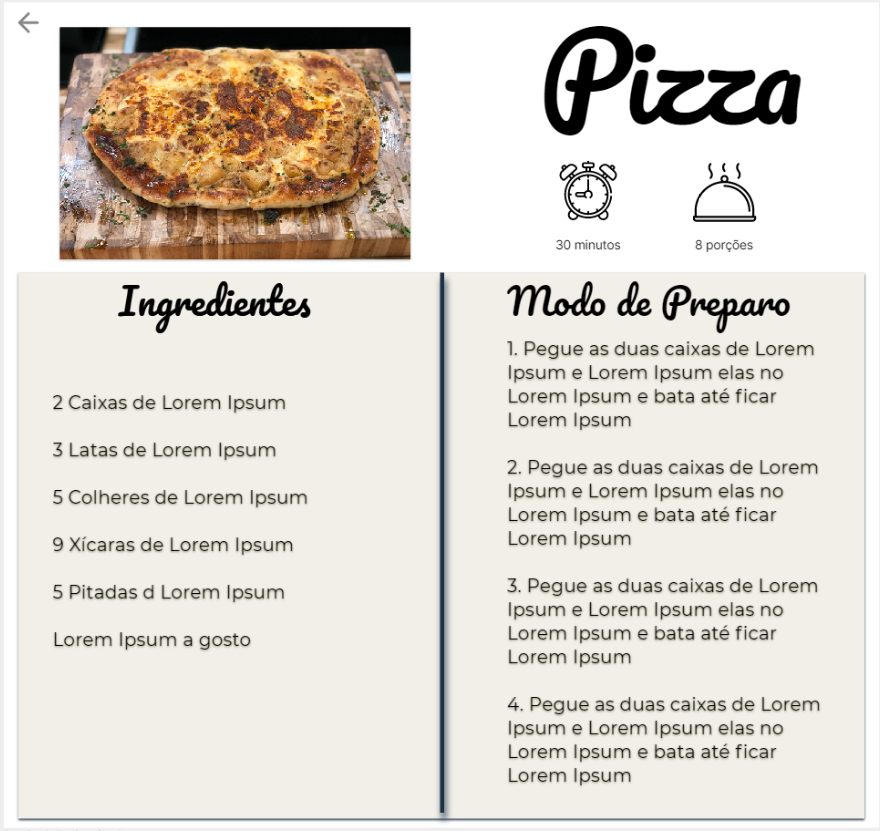 Pizza
30 minutos
8 porções
Ingredientes
2 Caixas de Lorem Ipsum
3 Latas de Lorem Ipsum
5 Colheres de Lorem Ipsum
9 Xícaras de Lorem Ipsum
5 Pitadas d Lorem Ipsum
Lorem Ipsum a gosto
Modo de Preparo
1. Pegue as duas caixas de Lorem
Ipsum e Lorem Ipsum elas no
Lorem Ipsum e bata até ficar
Lorem Ipsum
2. Pegue as duas caixas de Lorem
Ipsum e Lorem Ipsum elas no
Lorem Ipsum e bata até ficar
Lorem Ipsum
3. Pegue as duas caixas de Lorem
Ipsum e Lorem Ipsum elas no
Lorem Ipsum e bata até ficar
Lorem Ipsum
4. Pegue as duas caixas de Lorem
Ipsum e Lorem Ipsum elas no
Lorem Ipsum e bata até ficar
Lorem Ipsum